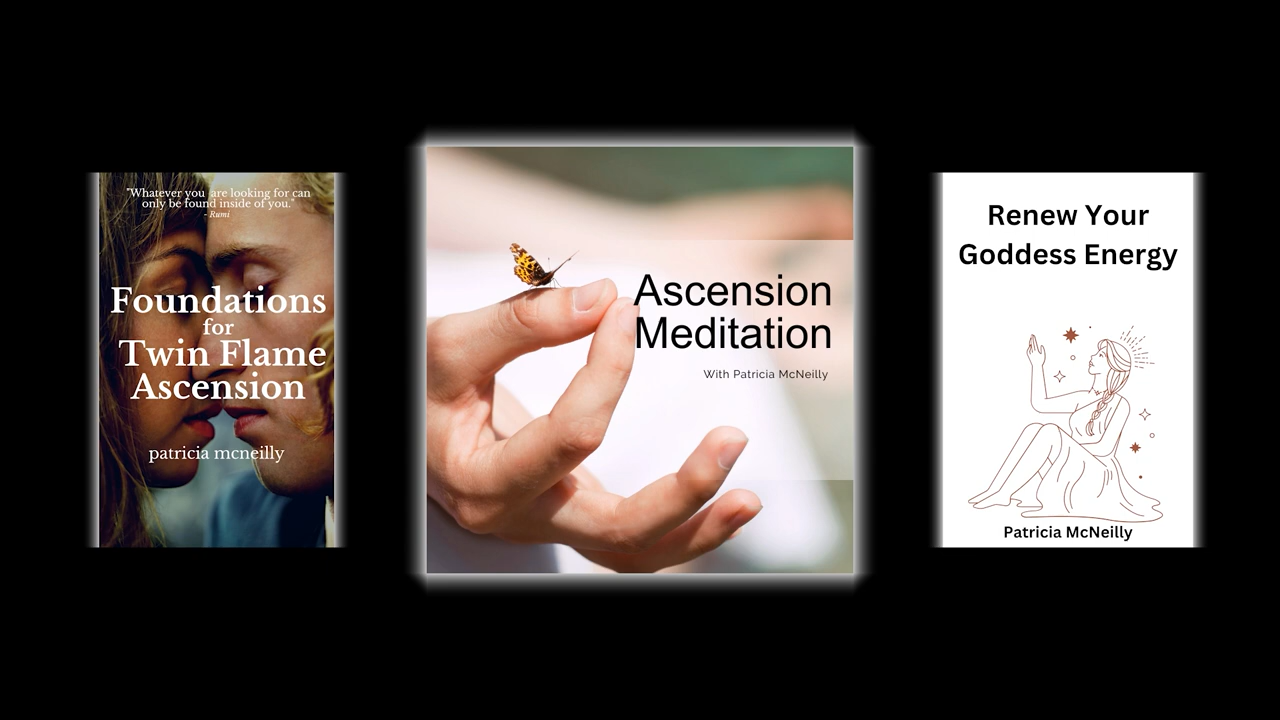 "Whatever you are looking for can
only be found inside of you."
- Rumi
Foundations
for
Twin Flame
Ascension
patricia mcneilly
Ascension
Meditation
With Patricia McNeilly
Renew Your
Goddess Energy
Patricia McNeilly